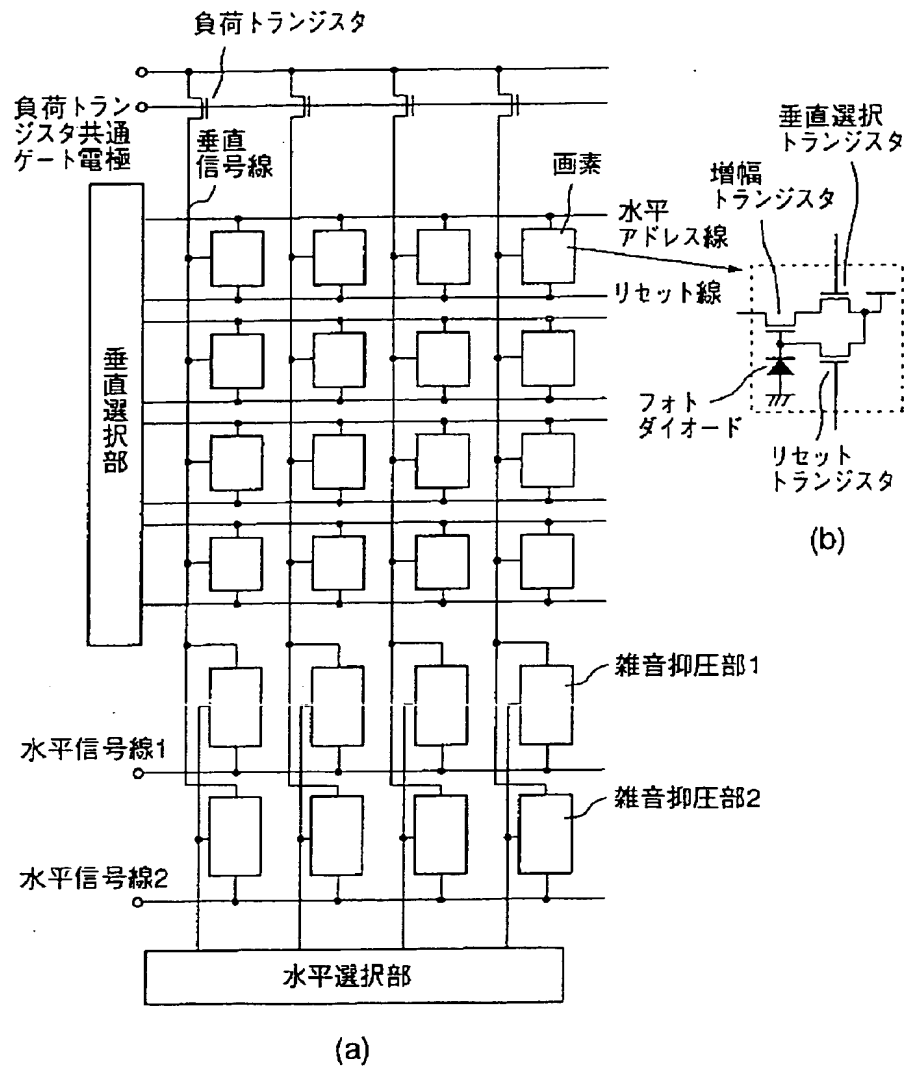 負荷トランジスタ
負荷トラン
ジスタ共通
ゲート電極
垂直
信号線
画素
水平
アドレス線
リセット線
垂直選択部
垂直選択
トランジスタ
増幅
トランジスタ
フォト
ダイオード
リセット
トランジスタ
(b)
雑音抑圧部1
水平信号線1
雑音抑圧部2
水平信号線2
水平選択部
(a)